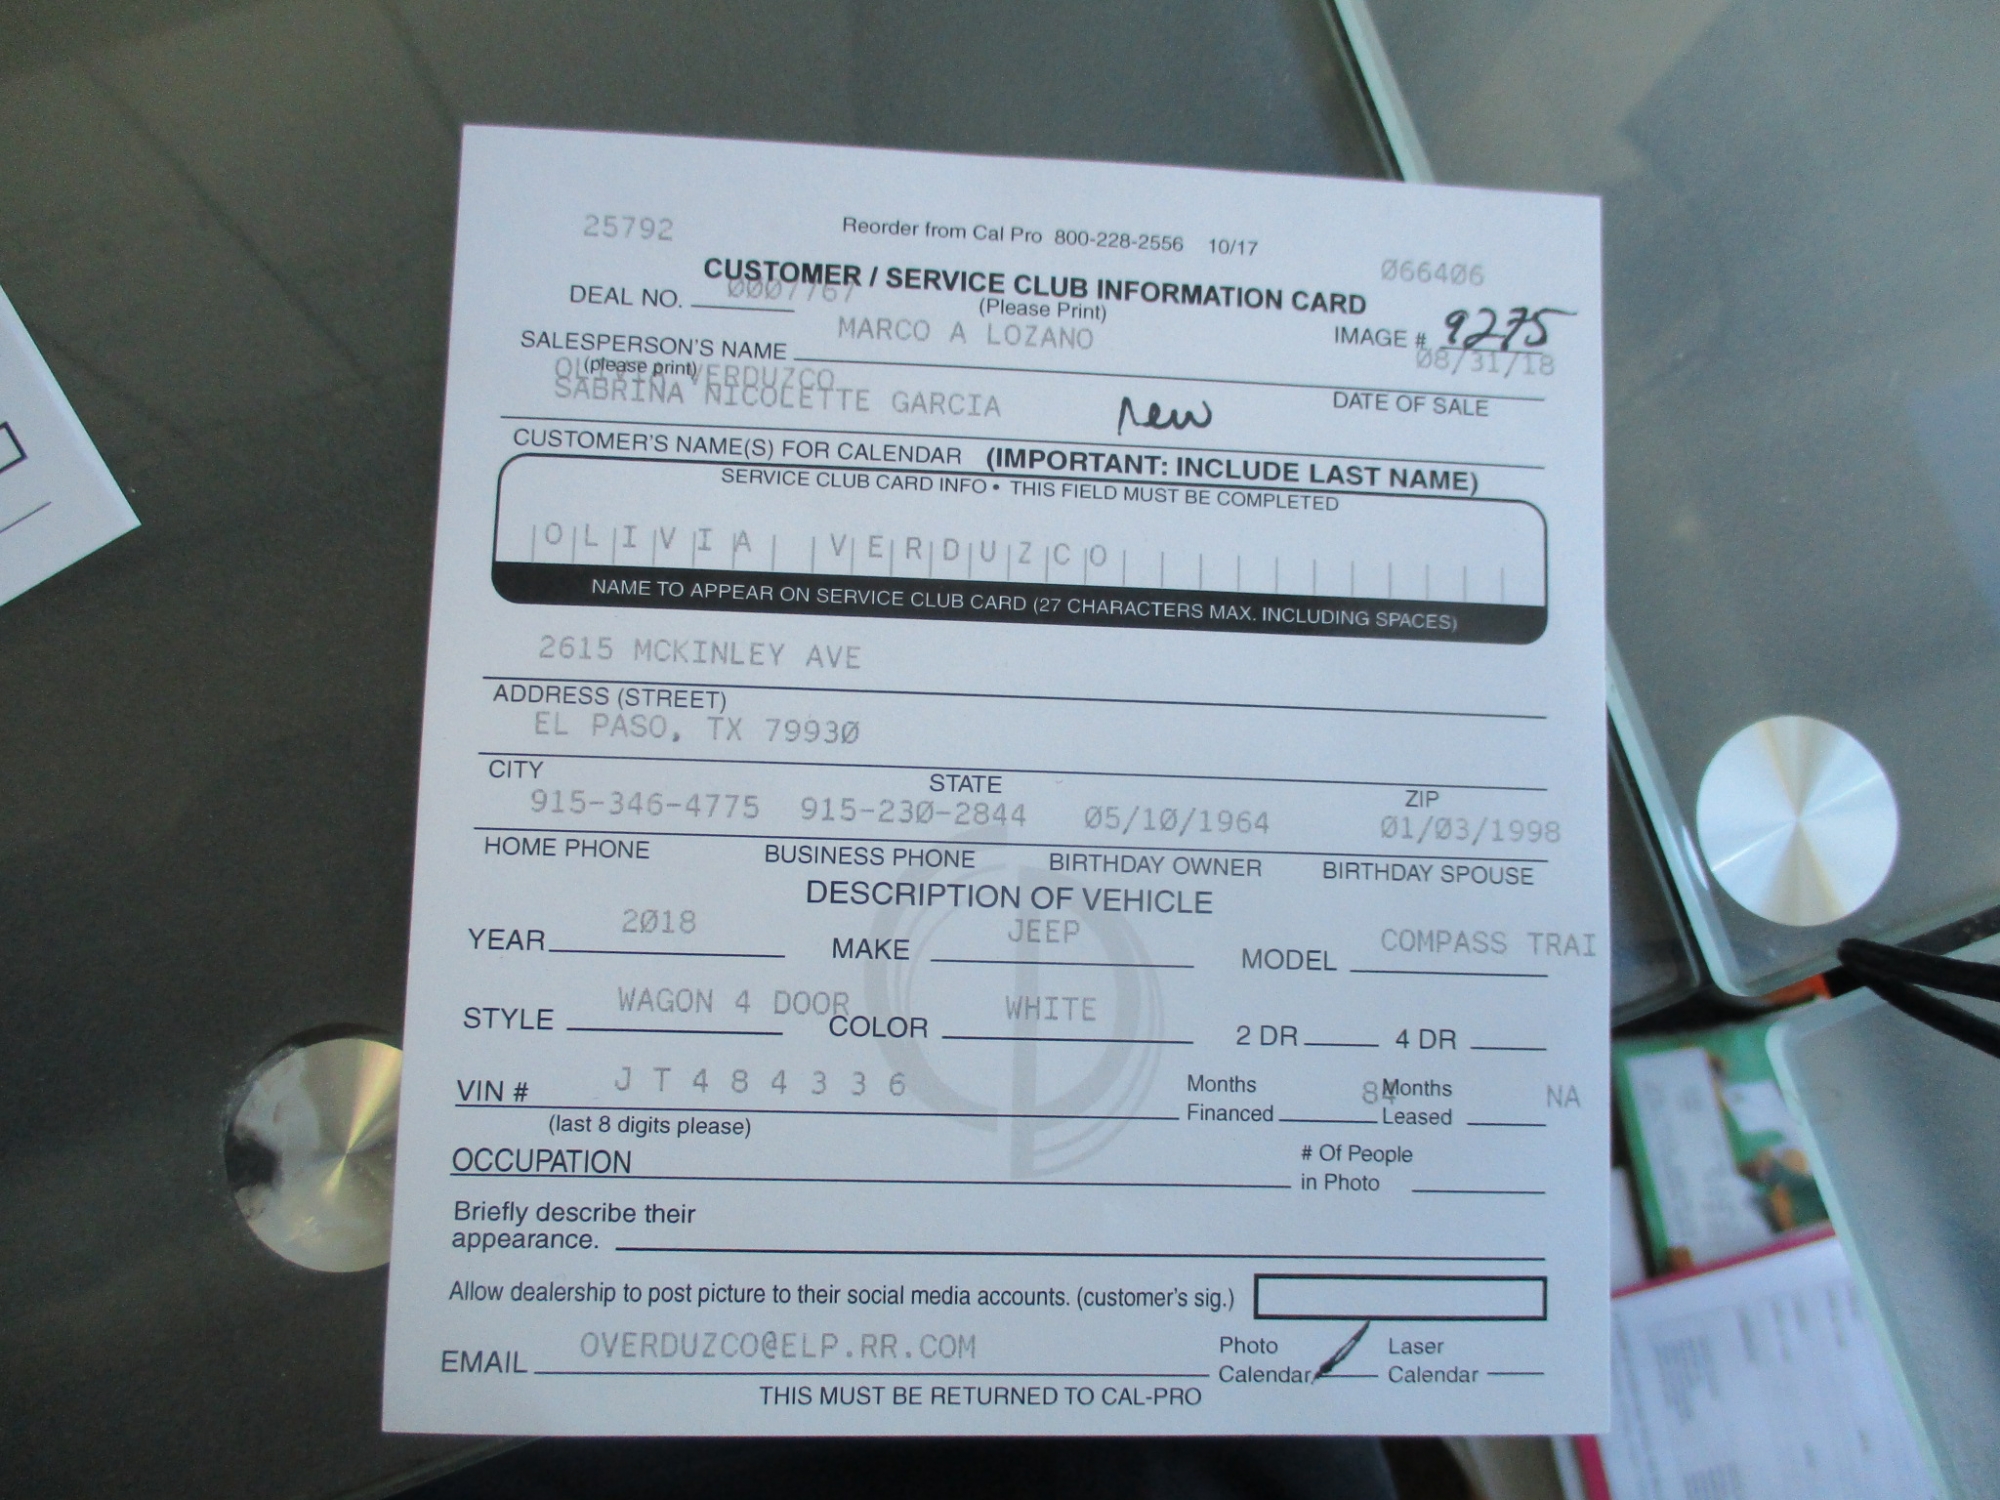 25792
Reorder from Cal Pro 800-228-2556 10/17
066406
CUSTOMER / SERVICE CLUB INFORMATION CARD
DEAL NO. 0007767
(Please Print)
IMAGE # 9275
SALESPERSON'S NAME MARCO A LOZANO
08/31/18
(please print)
OLIVIA VERDUZCO
SABRINA NICOLETTE GARCIA
new
DATE OF SALE
CUSTOMER'S NAME(S) FOR CALENDAR (IMPORTANT: INCLUDE LAST NAME)
SERVICE CLUB CARD INFO • THIS FIELD MUST BE COMPLETED
OLIVIA VERDUZCO
NAME TO APPEAR ON SERVICE CLUB CARD (27 CHARACTERS MAX. INCLUDING SPACES)
2615 MCKINLEY AVE
ADDRESS (STREET)
EL PASO, TX 79930
CITY STATE ZIP
915-346-4775 915-230-2844 05/10/1964 01/03/1998
HOME PHONE BUSINESS PHONE BIRTHDAY OWNER BIRTHDAY SPOUSE
DESCRIPTION OF VEHICLE
YEAR 2018 MAKE JEEP MODEL COMPASS TRAI
STYLE WAGON 4 DOOR COLOR WHITE 2 DR 4 DR
VIN # J T 4 8 4 3 3 6
Months Financed 84 Months Leased NA
(last 8 digits please)
OCCUPATION
# Of People in Photo
Briefly describe their
appearance.
Allow dealership to post picture to their social media accounts. (customer's sig.)
EMAIL OVERDUZCO@ELP.RR.COM
Photo Calendar Laser Calendar
THIS MUST BE RETURNED TO CAL-PRO